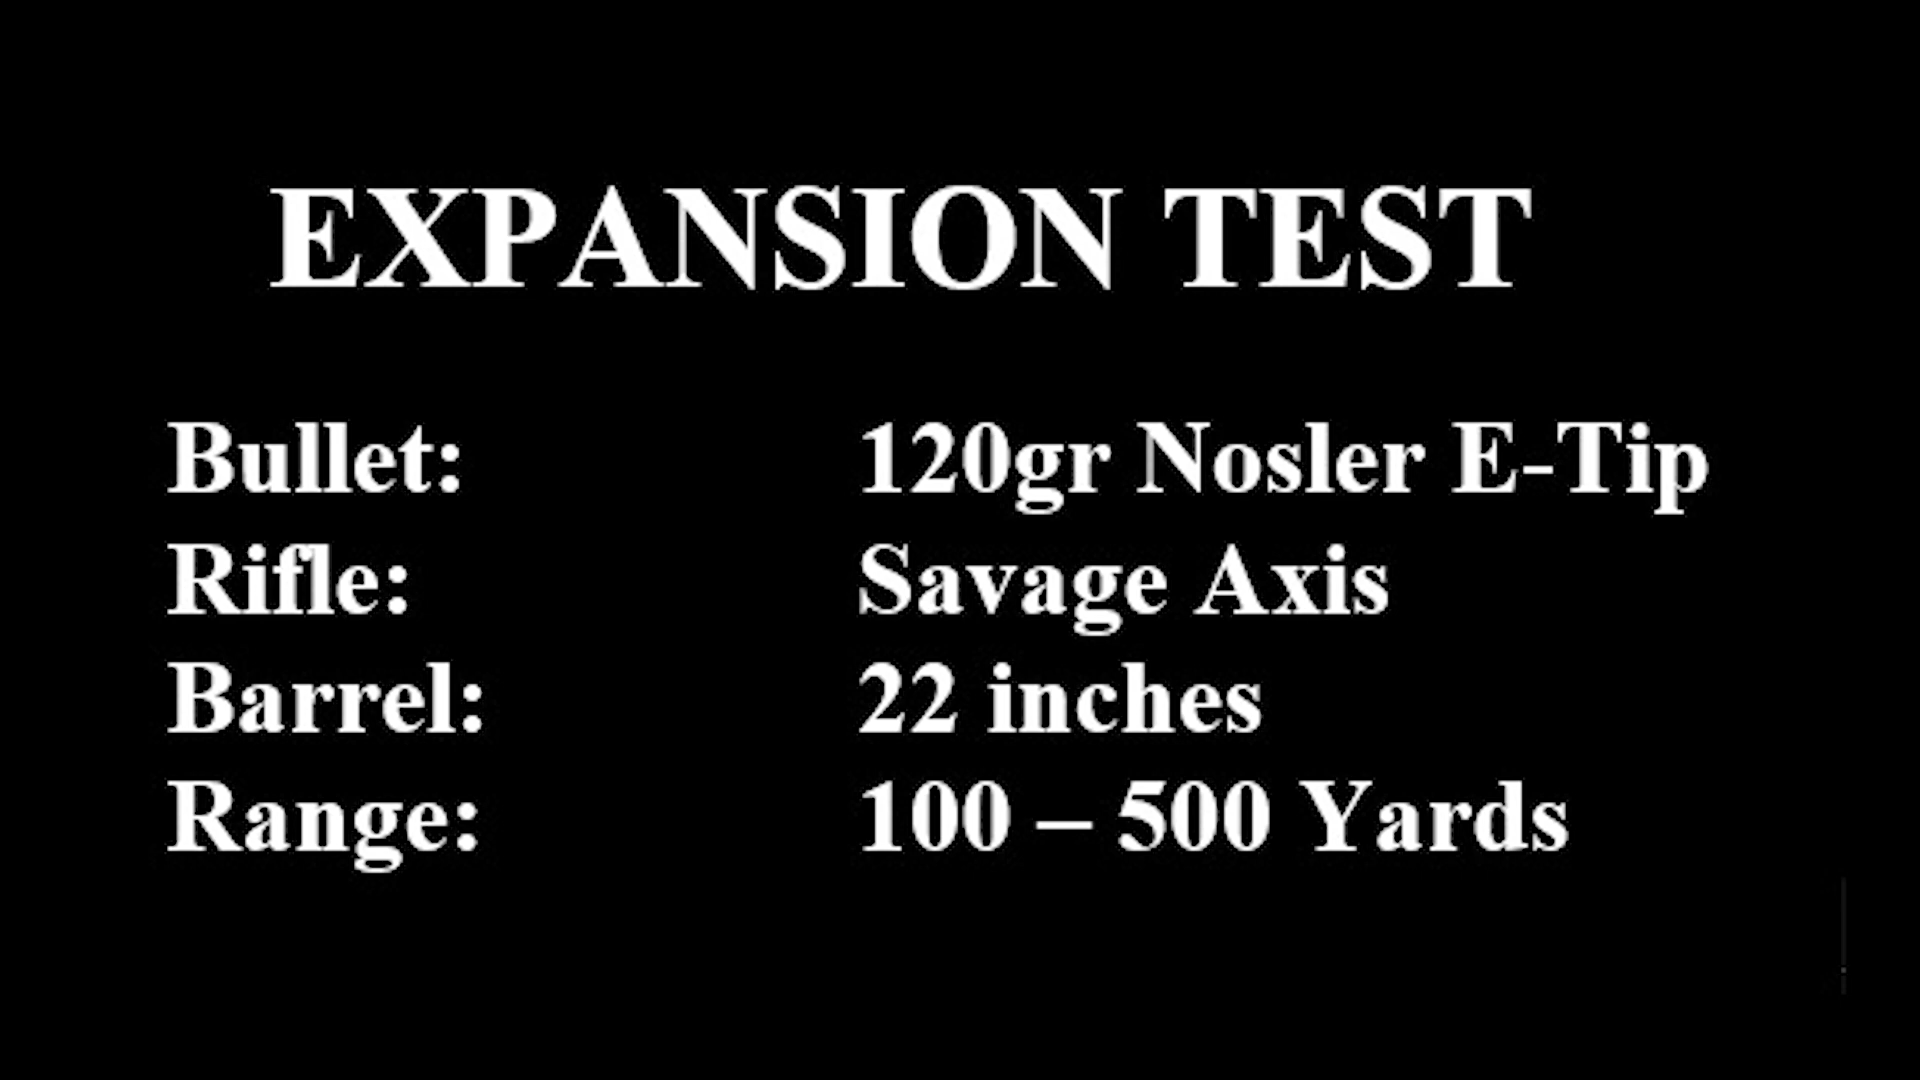 EXPANSION TEST
Bullet: 120gr Nosler E-Tip
Rifle: Savage Axis
Barrel: 22 inches
Range: 100 – 500 Yards